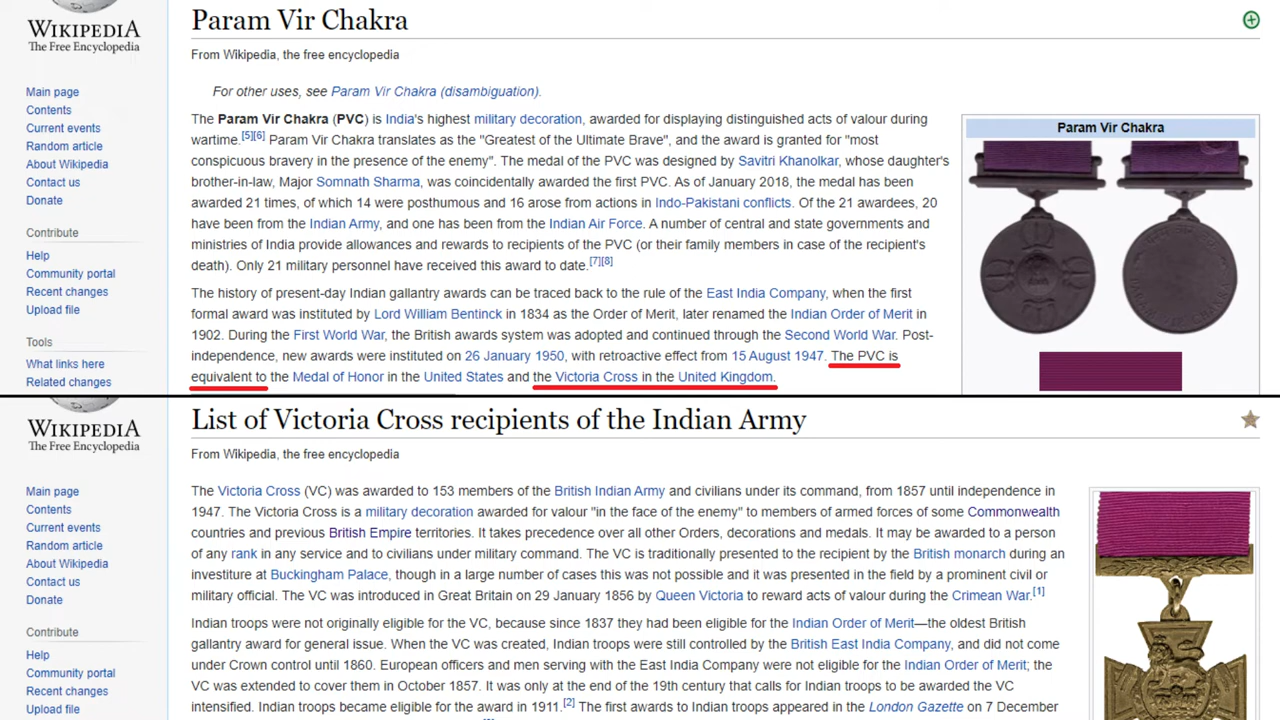 WIKIPEDIA
The Free Encyclopedia
Main page
Contents
Current events
Random article
About Wikipedia
Contact us
Donate
Contribute
Help
Community portal
Recent changes
Upload file
Tools
What links here
Related changes
Param Vir Chakra
From Wikipedia, the free encyclopedia
For other uses, see Param Vir Chakra (disambiguation).
The Param Vir Chakra (PVC) is India's highest military decoration, awarded for displaying distinguished acts of valour during
wartime.[5][6] Param Vir Chakra translates as the "Greatest of the Ultimate Brave", and the award is granted for "most
conspicuous bravery in the presence of the enemy". The medal of the PVC was designed by Savitri Khanolkar, whose daughter's
brother-in-law, Major Somnath Sharma, was coincidentally awarded the first PVC. As of January 2018, the medal has been
awarded 21 times, of which 14 were posthumous and 16 arose from actions in Indo-Pakistani conflicts. Of the 21 awardees, 20
have been from the Indian Army, and one has been from the Indian Air Force. A number of central and state governments and
ministries of India provide allowances and rewards to recipients of the PVC (or their family members in case of the recipient's
death). Only 21 military personnel have received this award to date.[7][8]
The history of present-day Indian gallantry awards can be traced back to the rule of the East India Company, when the first
formal award was instituted by Lord William Bentinck in 1834 as the Order of Merit, later renamed the Indian Order of Merit in
1902. During the First World War, the British awards system was adopted and continued through the Second World War. Post-
independence, new awards were instituted on 26 January 1950, with retroactive effect from 15 August 1947. The PVC is
equivalent to the Medal of Honor in the United States and the Victoria Cross in the United Kingdom.
Param Vir Chakra
WIKIPEDIA
The Free Encyclopedia
Main page
Contents
Current events
Random article
About Wikipedia
Contact us
Donate
Contribute
Help
Community portal
Recent changes
Upload file
List of Victoria Cross recipients of the Indian Army
From Wikipedia, the free encyclopedia
The Victoria Cross (VC) was awarded to 153 members of the British Indian Army and civilians under its command, from 1857 until independence in
1947. The Victoria Cross is a military decoration awarded for valour "in the face of the enemy" to members of armed forces of some Commonwealth
countries and previous British Empire territories. It takes precedence over all other Orders, decorations and medals. It may be awarded to a person
of any rank in any service and to civilians under military command. The VC is traditionally presented to the recipient by the British monarch during an
investiture at Buckingham Palace, though in a large number of cases this was not possible and it was presented in the field by a prominent civil or
military official. The VC was introduced in Great Britain on 29 January 1856 by Queen Victoria to reward acts of valour during the Crimean War.[1]
Indian troops were not originally eligible for the VC, because since 1837 they had been eligible for the Indian Order of Merit—the oldest British
gallantry award for general issue. When the VC was created, Indian troops were still controlled by the British East India Company, and did not come
under Crown control until 1860. European officers and men serving with the East India Company were not eligible for the Indian Order of Merit; the
VC was extended to cover them in October 1857. It was only at the end of the 19th century that calls for Indian troops to be awarded the VC
intensified. Indian troops became eligible for the award in 1911.[2] The first awards to Indian troops appeared in the London Gazette on 7 December